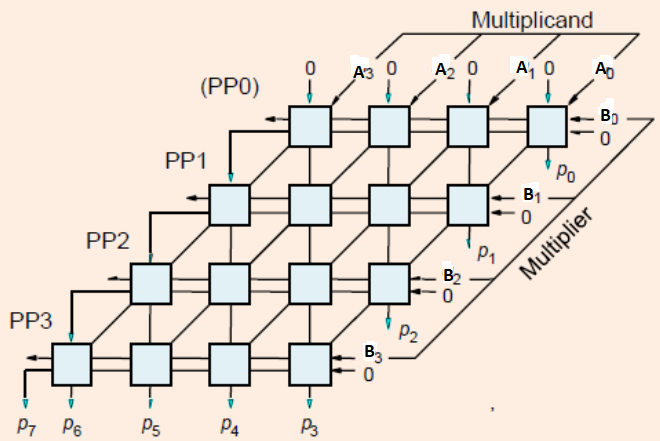 Multiplicand
0 A3 0 A2 0 A1 0 A0
(PP0)
B0
0
PP1
p0
B1
0
PP2
p1
Multiplier
B2
0
PP3
p2
B3
0
p7 p6 p5 p4 p3